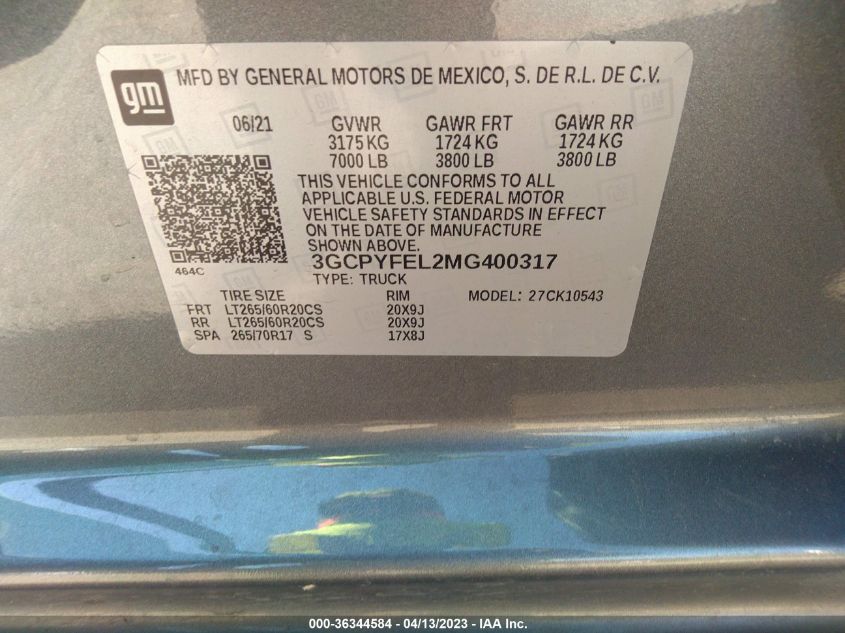 gm
MFD BY GENERAL MOTORS DE MEXICO, S. DE R.L. DE C.V.
06/21 GVWR GAWR FRT GAWR RR
3175 KG 1724 KG 1724 KG
7000 LB 3800 LB 3800 LB
THIS VEHICLE CONFORMS TO ALL
APPLICABLE U.S. FEDERAL MOTOR
VEHICLE SAFETY STANDARDS IN EFFECT
ON THE DATE OF MANUFACTURE
SHOWN ABOVE.
464C
3GCPYFEL2MG400317
TYPE: TRUCK
TIRE SIZE RIM MODEL: 27CK10543
FRT LT265/60R20CS 20X9J
RR LT265/60R20CS 20X9J
SPA 265/70R17 S 17X8J
000-36344584 - 04/13/2023 - IAA Inc.